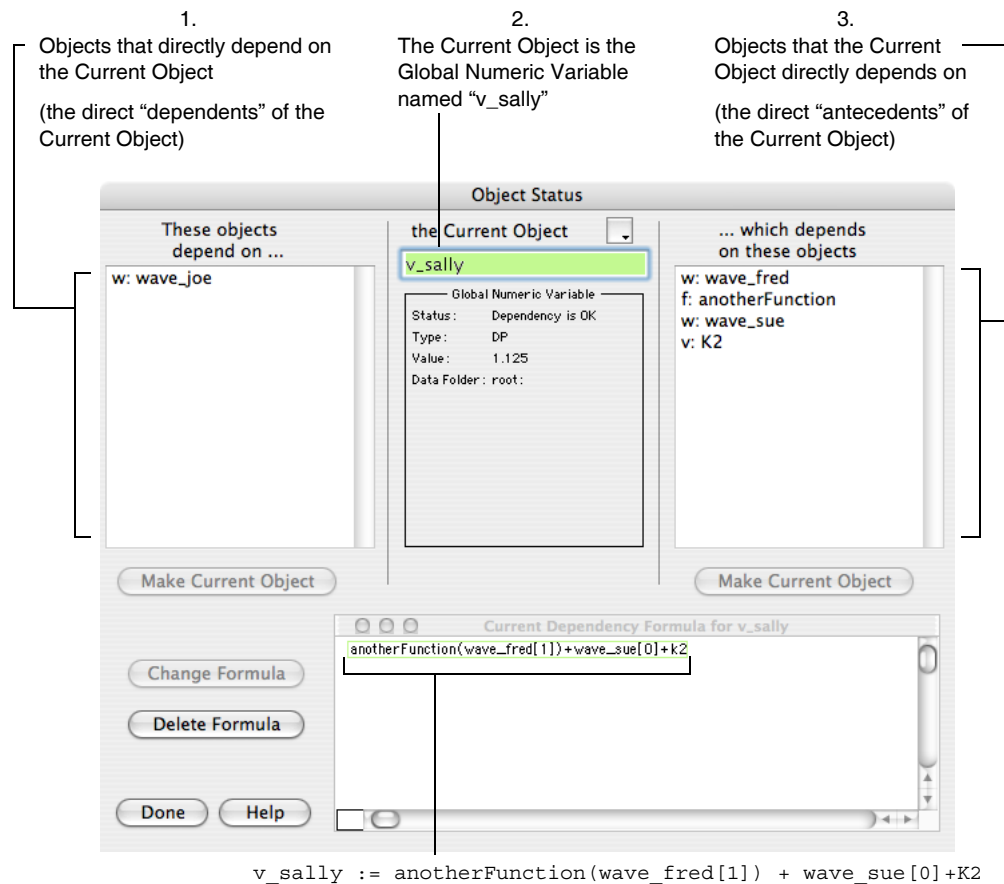 1.
Objects that directly depend on
the Current Object
(the direct “dependents” of the
Current Object)
2.
The Current Object is the
Global Numeric Variable
named “v_sally”
3.
Objects that the Current
Object directly depends on
(the direct “antecedents” of
the Current Object)
Object Status
These objects
depend on ...
w: wave_joe
Make Current Object
the Current Object
v_sally
Global Numeric Variable
Status: Dependency is OK
Type: DP
Value: 1.125
Data Folder: root:
... which depends
on these objects
w: wave_fred
f: anotherFunction
w: wave_sue
v: K2
Make Current Object
Change Formula
Delete Formula
Done
Help
Current Dependency Formula for v_sally
anotherFunction(wave_fred[1])+wave_sue[0]+k2
v_sally := anotherFunction(wave_fred[1]) + wave_sue[0]+K2